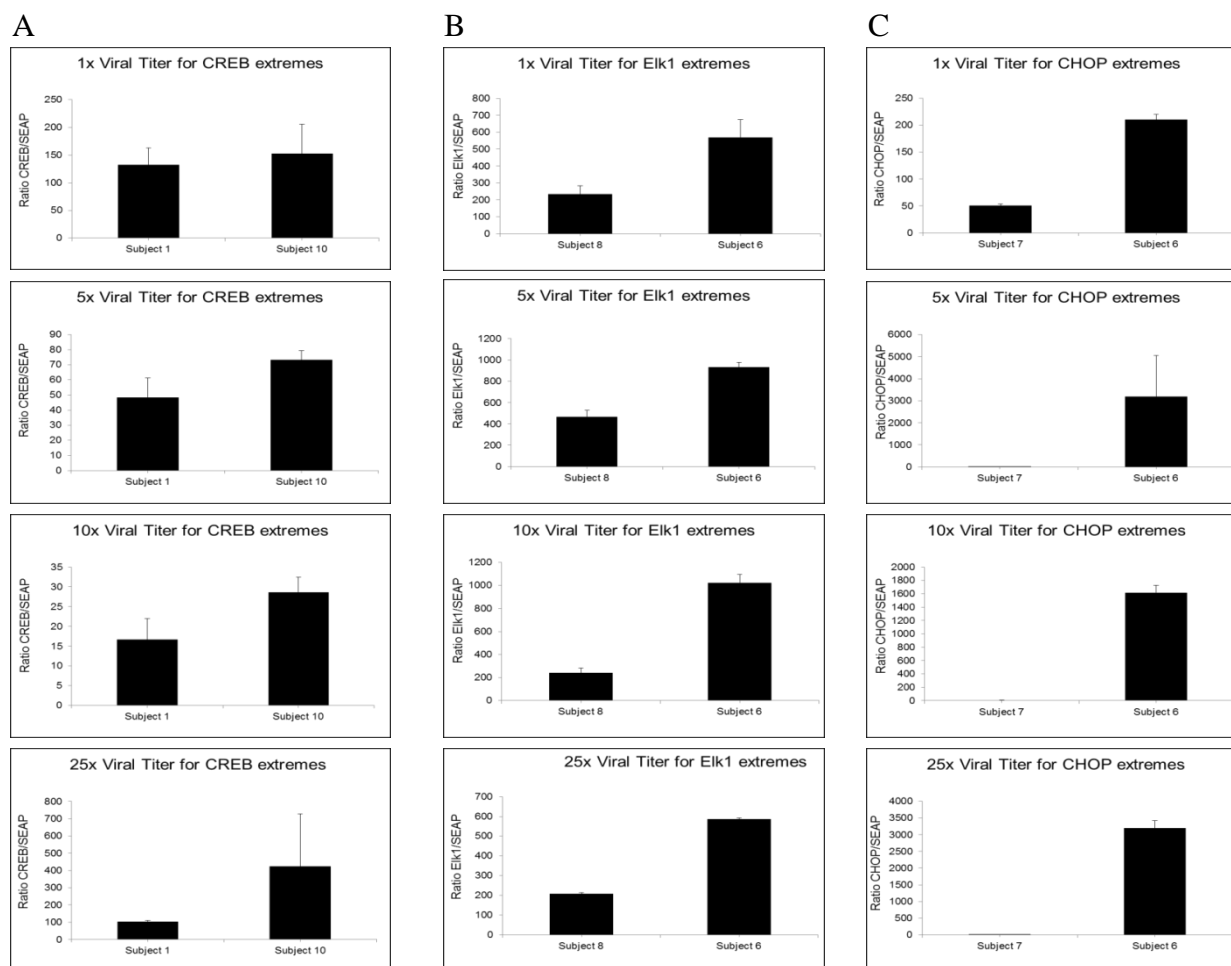 A
1x Viral Titer for CREB extremes
Ratio CREB/SEAP
250
200
150
100
50
0
Subject 1
Subject 10
5x Viral Titer for CREB extremes
Ratio CREB/SEAP
90
80
70
60
50
40
30
20
10
0
Subject 1
Subject 10
10x Viral Titer for CREB extremes
Ratio CREB/SEAP
35
30
25
20
15
10
5
0
Subject 1
Subject 10
25x Viral Titer for CREB extremes
Ratio CREB/SEAP
800
700
600
500
400
300
200
100
0
Subject 1
Subject 10
B
1x Viral Titer for Elk1 extremes
Ratio Elk1/SEAP
800
700
600
500
400
300
200
100
0
Subject 8
Subject 6
5x Viral Titer for Elk1 extremes
Ratio Elk1/SEAP
1200
1000
800
600
400
200
0
Subject 8
Subject 6
10x Viral Titer for Elk1 extremes
Ratio Elk1/SEAP
1200
1000
800
600
400
200
0
Subject 8
Subject 6
25x Viral Titer for Elk1 extremes
Ratio Elk1/SEAP
700
600
500
400
300
200
100
0
Subject 8
Subject 6
C
1x Viral Titer for CHOP extremes
Ratio CHOP/SEAP
250
200
150
100
50
0
Subject 7
Subject 6
5x Viral Titer for CHOP extremes
Ratio CHOP/SEAP
6000
5000
4000
3000
2000
1000
0
Subject 7
Subject 6
10x Viral Titer for CHOP extremes
Ratio CHOP/SEAP
2000
1800
1600
1400
1200
1000
800
600
400
200
0
Subject 7
Subject 6
25x Viral Titer for CHOP extremes
Ratio CHOP/SEAP
4000
3500
3000
2500
2000
1500
1000
500
0
Subject 7
Subject 6